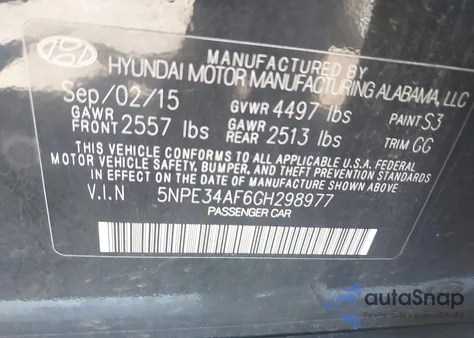 MANUFACTURED BY
HYUNDAI MOTOR MANUFACTURING ALABAMA, LLC
Sep/02/15 GVWR 4497 lbs PAINT S3
GAWR FRONT 2557 lbs GAWR REAR 2513 lbs TRIM GG
THIS VEHICLE CONFORMS TO ALL APPLICABLE U.S.A. FEDERAL
MOTOR VEHICLE SAFETY, BUMPER, AND THEFT PREVENTION STANDARDS
IN EFFECT ON THE DATE OF MANUFACTURE SHOWN ABOVE.
V.I.N 5NPE34AF6GH298977
PASSENGER CAR
autoSnap